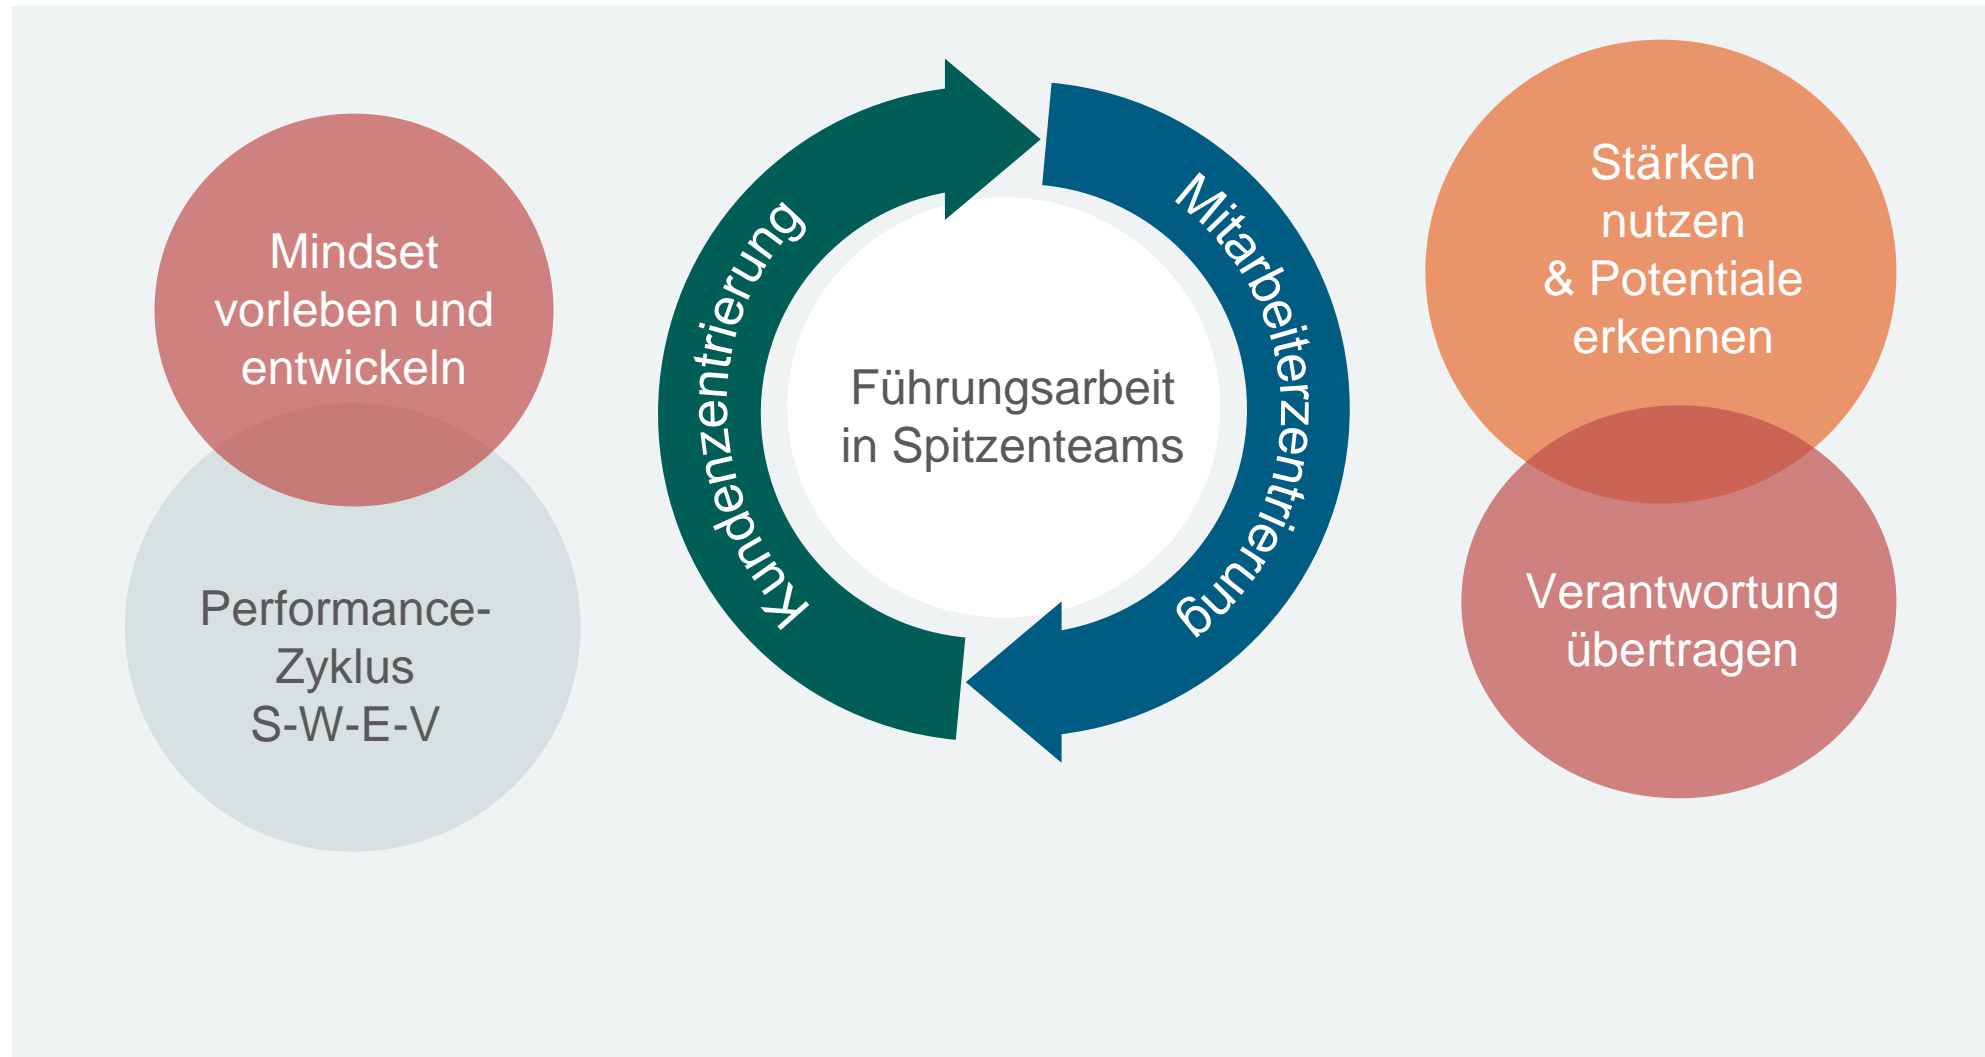 Mindset
vorleben und
entwickeln
Performance-
Zyklus
S-W-E-V
Kundenzentrierung
Führungsarbeit
in Spitzenteams
Mitarbeiterzentrierung
Stärken
nutzen
& Potentiale
erkennen
Verantwortung
übertragen